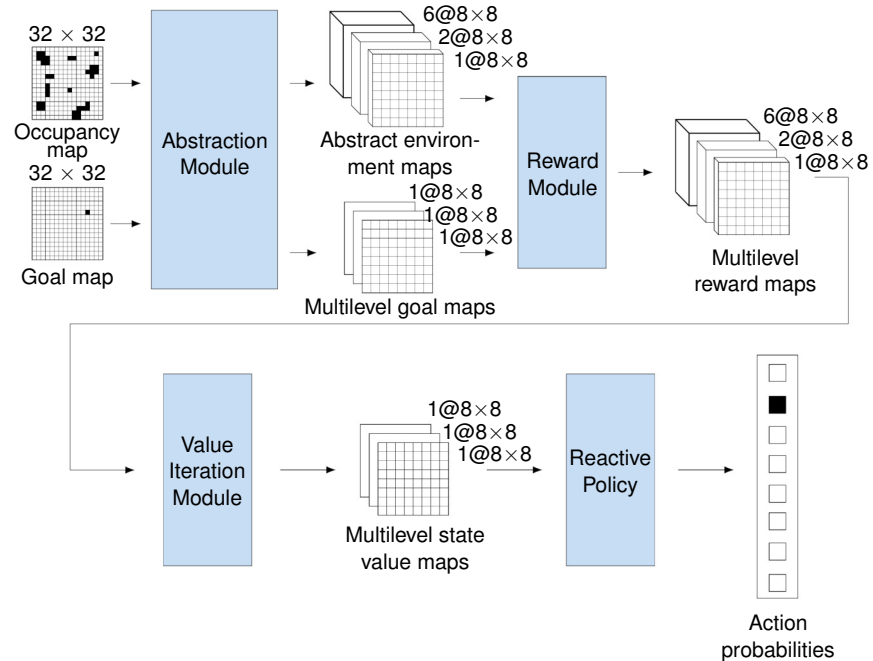 32 × 32
Occupancy
map
32 × 32
Goal map
Abstraction
Module
6@8×8
2@8×8
1@8×8
Abstract environ-
ment maps
1@8×8
1@8×8
1@8×8
Multilevel goal maps
Reward
Module
6@8×8
2@8×8
1@8×8
Multilevel
reward maps
Value
Iteration
Module
1@8×8
1@8×8
1@8×8
Multilevel state
value maps
Reactive
Policy
Action
probabilities